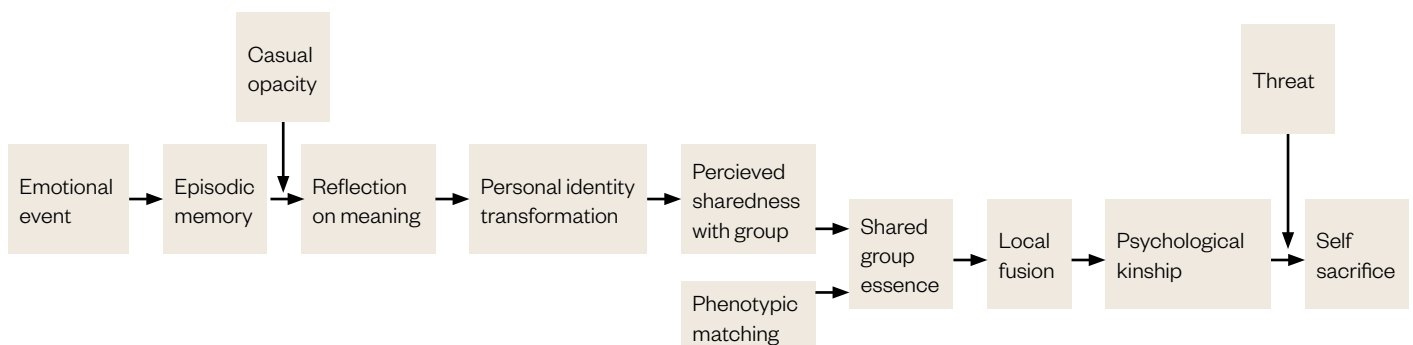 Casual
opacity
Threat
Emotional
event
Episodic
memory
Reflection
on meaning
Personal identity
transformation
Percieved
sharedness
with group
Phenotypic
matching
Shared
group
essence
Local
fusion
Psychological
kinship
Self
sacrifice